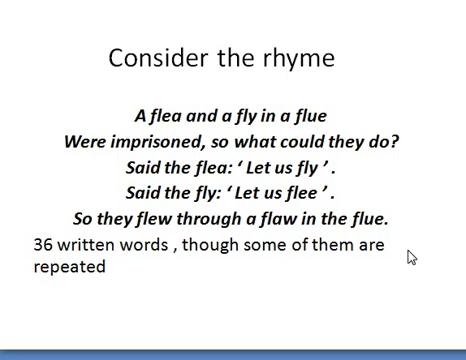 Consider the rhyme
A flea and a fly in a flue
Were imprisoned, so what could they do?
Said the flea: ‘ Let us fly ’ .
Said the fly: ‘ Let us flee ’ .
So they flew through a flaw in the flue.
36 written words , though some of them are
repeated